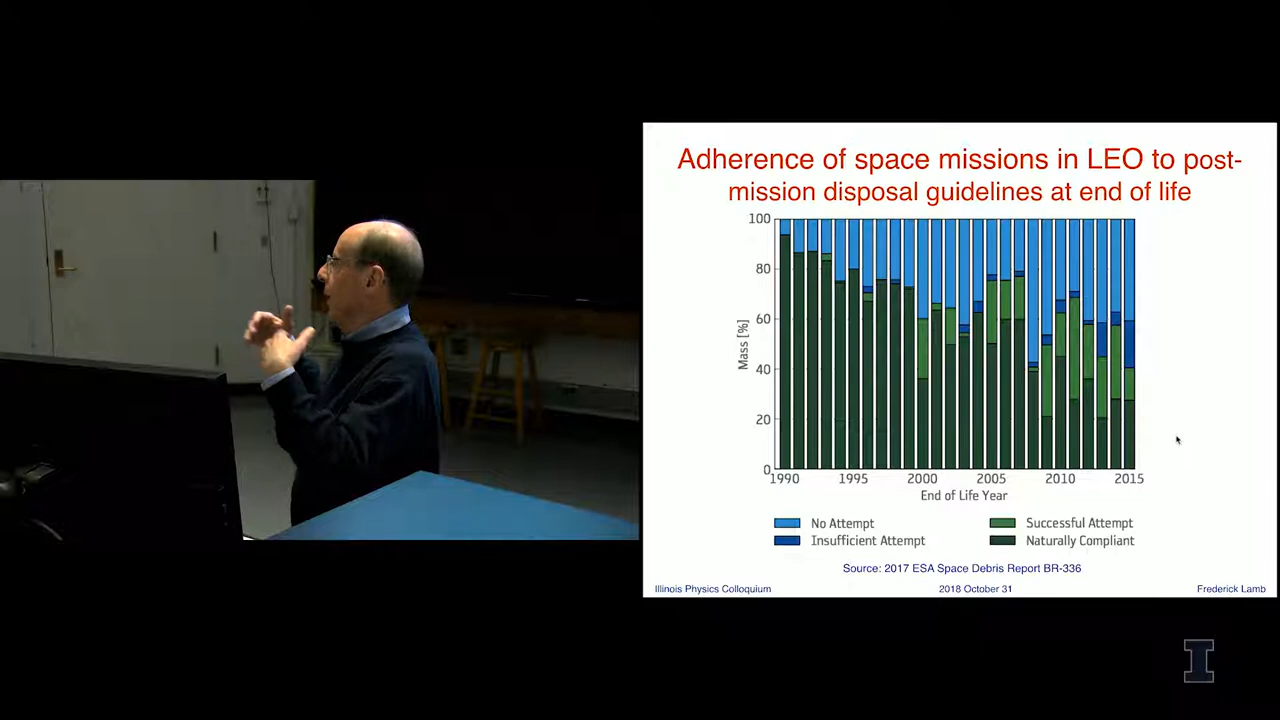 Adherence of space missions in LEO to post-
mission disposal guidelines at end of life
100
80
60
40
20
0
Mass [%]
1990 1995 2000 2005 2010 2015
End of Life Year
No Attempt
Successful Attempt
Insufficient Attempt
Naturally Compliant
Source: 2017 ESA Space Debris Report BR-336
Illinois Physics Colloquium 2018 October 31 Frederick Lamb
I